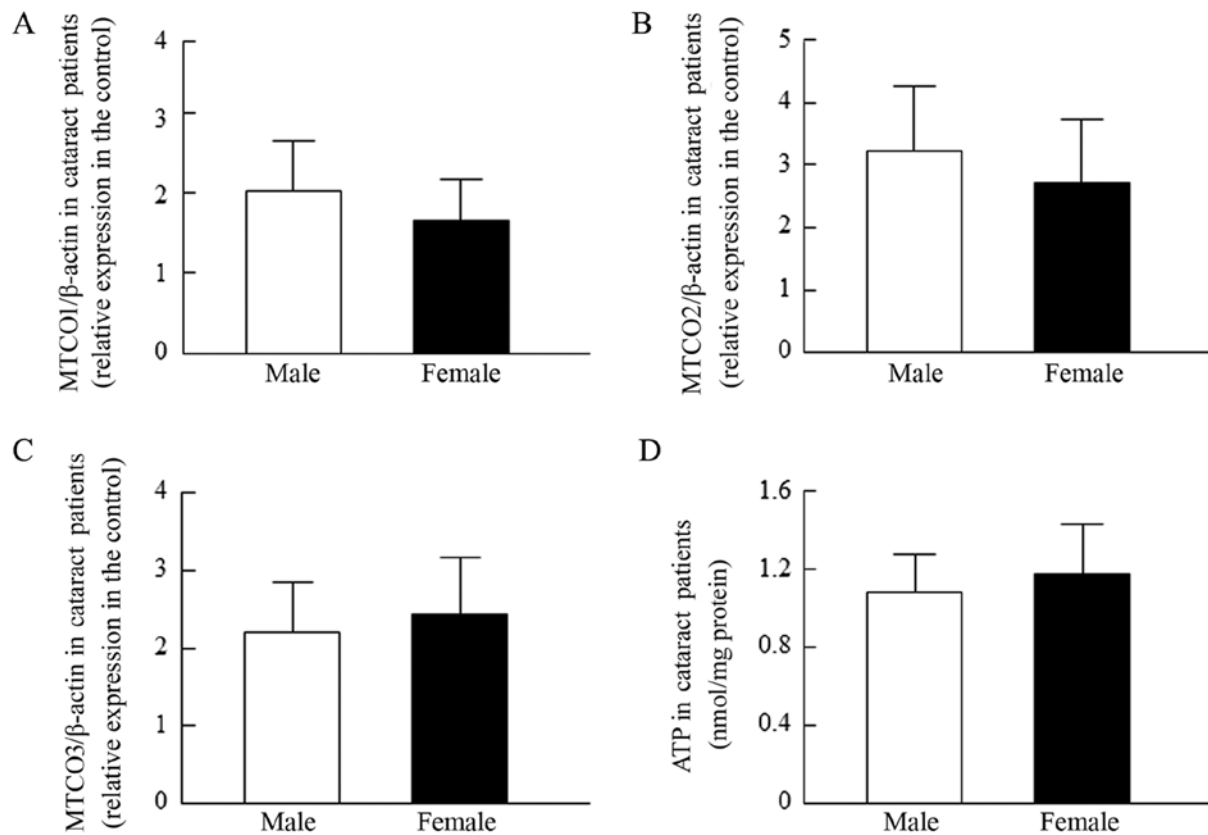 A
MTCO1/β-actin in cataract patients
(relative expression in the control)
4
3
2
1
0
Male Female
B
MTCO2/β-actin in cataract patients
(relative expression in the control)
5
4
3
2
1
0
Male Female
C
MTCO3/β-actin in cataract patients
(relative expression in the control)
4
3
2
1
0
Male Female
D
ATP in cataract patients
(nmol/mg protein)
1.6
1.2
0.8
0.4
0
Male Female